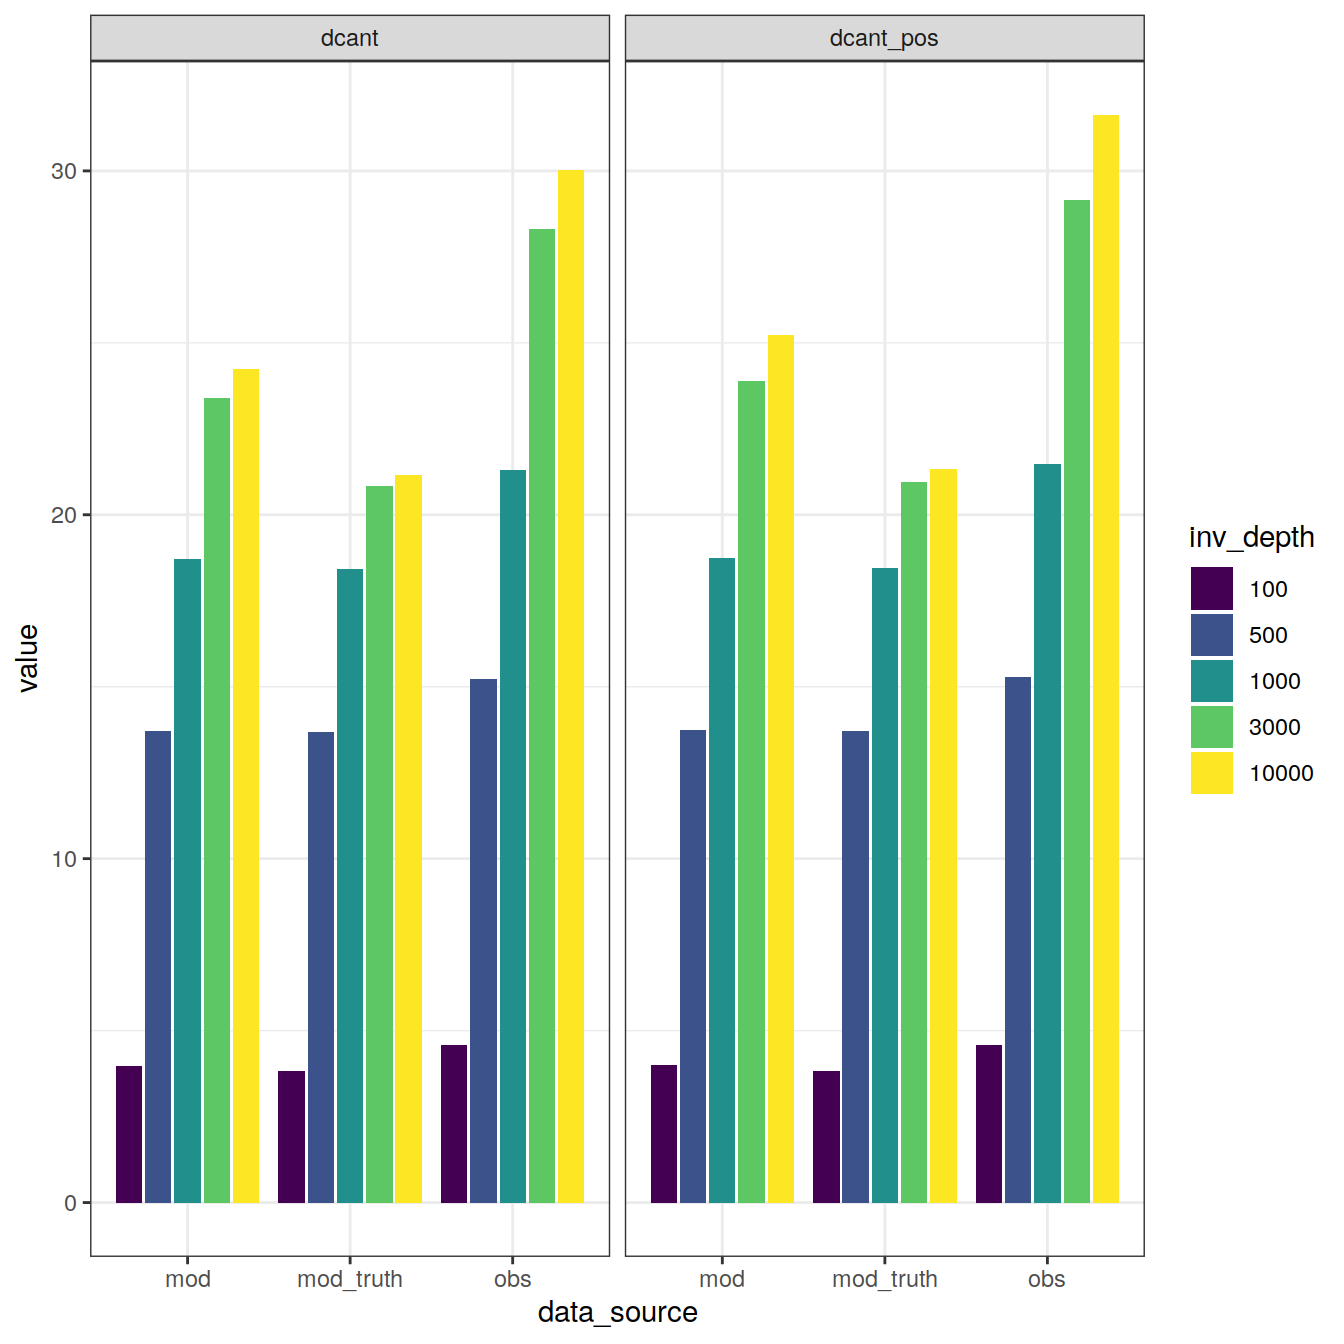 dcant
dcant_pos
30
20
10
0
value
mod
mod_truth
obs
mod
mod_truth
obs
data_source
inv_depth
100
500
1000
3000
10000